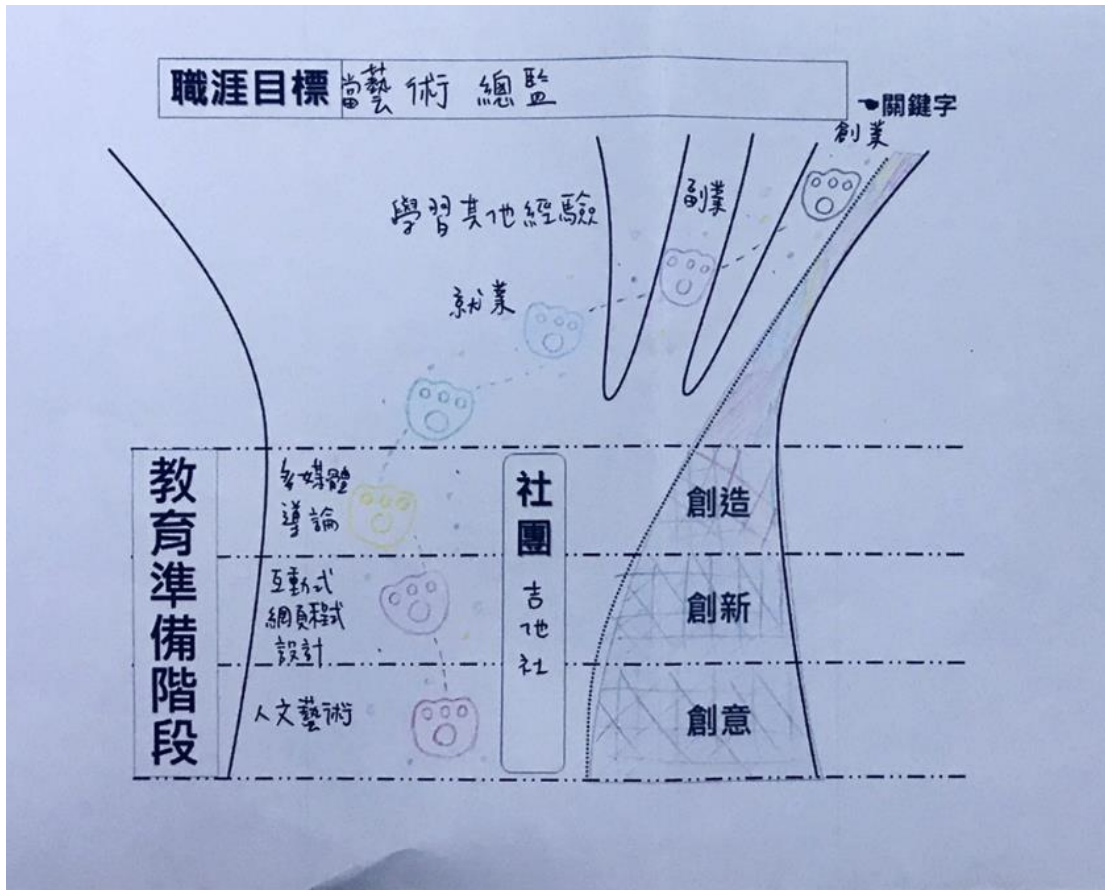 職涯目標 當藝術總監
關鍵字
創業
副業
學習其他經驗
就業
教育準備階段
多媒體
導論
社團
吉他社
創造
互動式
網頁程式
設計
創新
人文藝術
創意